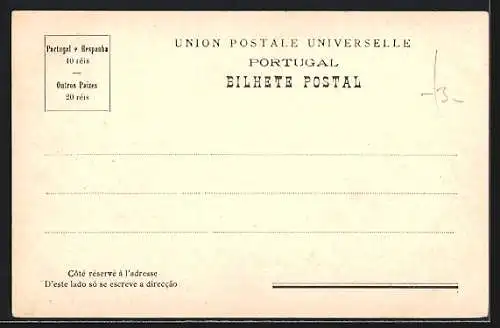 Portugal e Hespanha
10 réis
Outros Paizes
20 réis
UNION POSTALE UNIVERSELLE
PORTUGAL
BILHETE POSTAL
3-
Côté réservé à l'adresse
D'este lado só se escreve a direcção